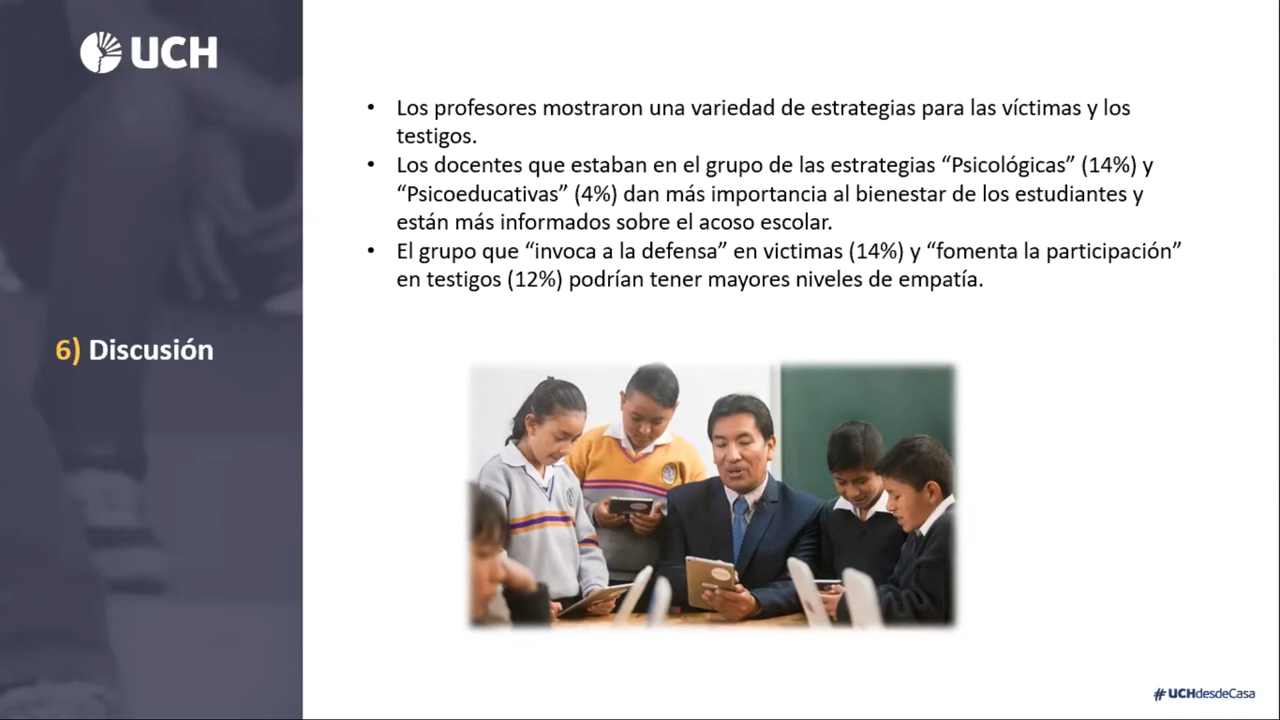 UCH
• Los profesores mostraron una variedad de estrategias para las víctimas y los
testigos.
• Los docentes que estaban en el grupo de las estrategias “Psicológicas” (14%) y
“Psicoeducativas” (4%) dan más importancia al bienestar de los estudiantes y
están más informados sobre el acoso escolar.
• El grupo que “invoca a la defensa” en victimas (14%) y “fomenta la participación”
en testigos (12%) podrían tener mayores niveles de empatía.
6) Discusión
#UCHdesdeCasa